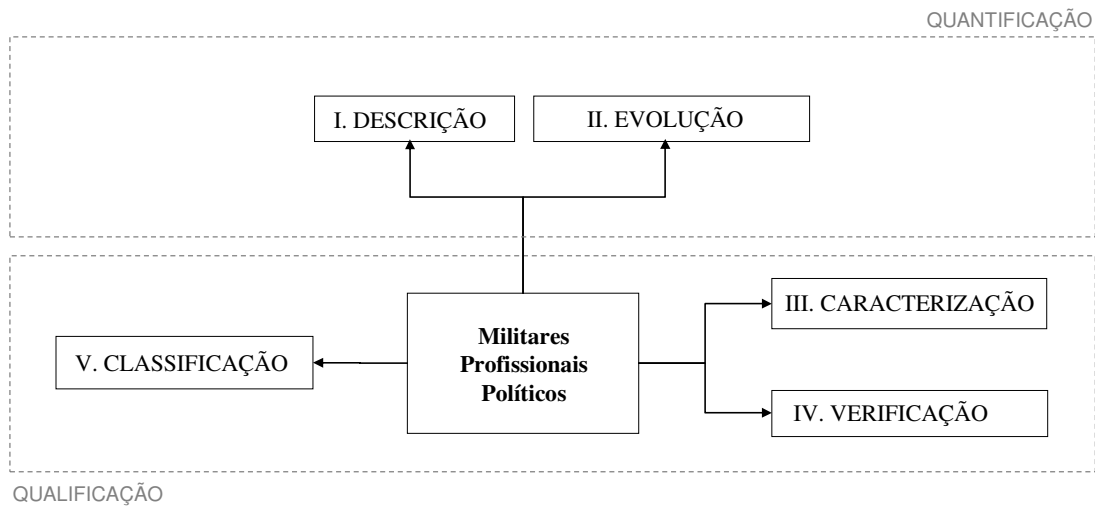 QUANTIFICAÇÃO
I. DESCRIÇÃO
II. EVOLUÇÃO
III. CARACTERIZAÇÃO
Militares
Profissionais
Políticos
V. CLASSIFICAÇÃO
IV. VERIFICAÇÃO
QUALIFICAÇÃO